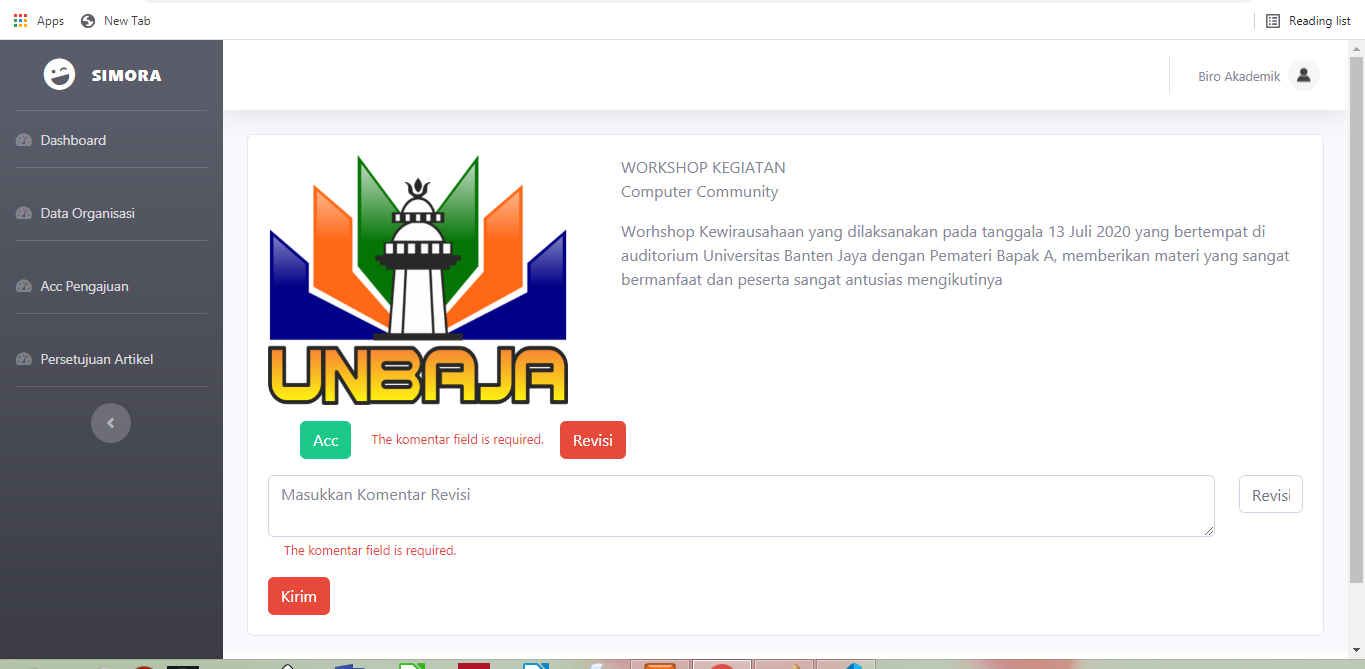 Apps New Tab Reading list
SIMORA
Biro Akademik
Dashboard
Data Organisasi
Acc Pengajuan
Persetujuan Artikel
WORKSHOP KEGIATAN
Computer Community
Worhshop Kewirausahaan yang dilaksanakan pada tanggala 13 Juli 2020 yang bertempat di
auditorium Universitas Banten Jaya dengan Pemateri Bapak A, memberikan materi yang sangat
bermanfaat dan peserta sangat antusias mengikutinya
UNBAJA
Acc The komentar field is required. Revisi
Masukkan Komentar Revisi Revisi
The komentar field is required.
Kirim